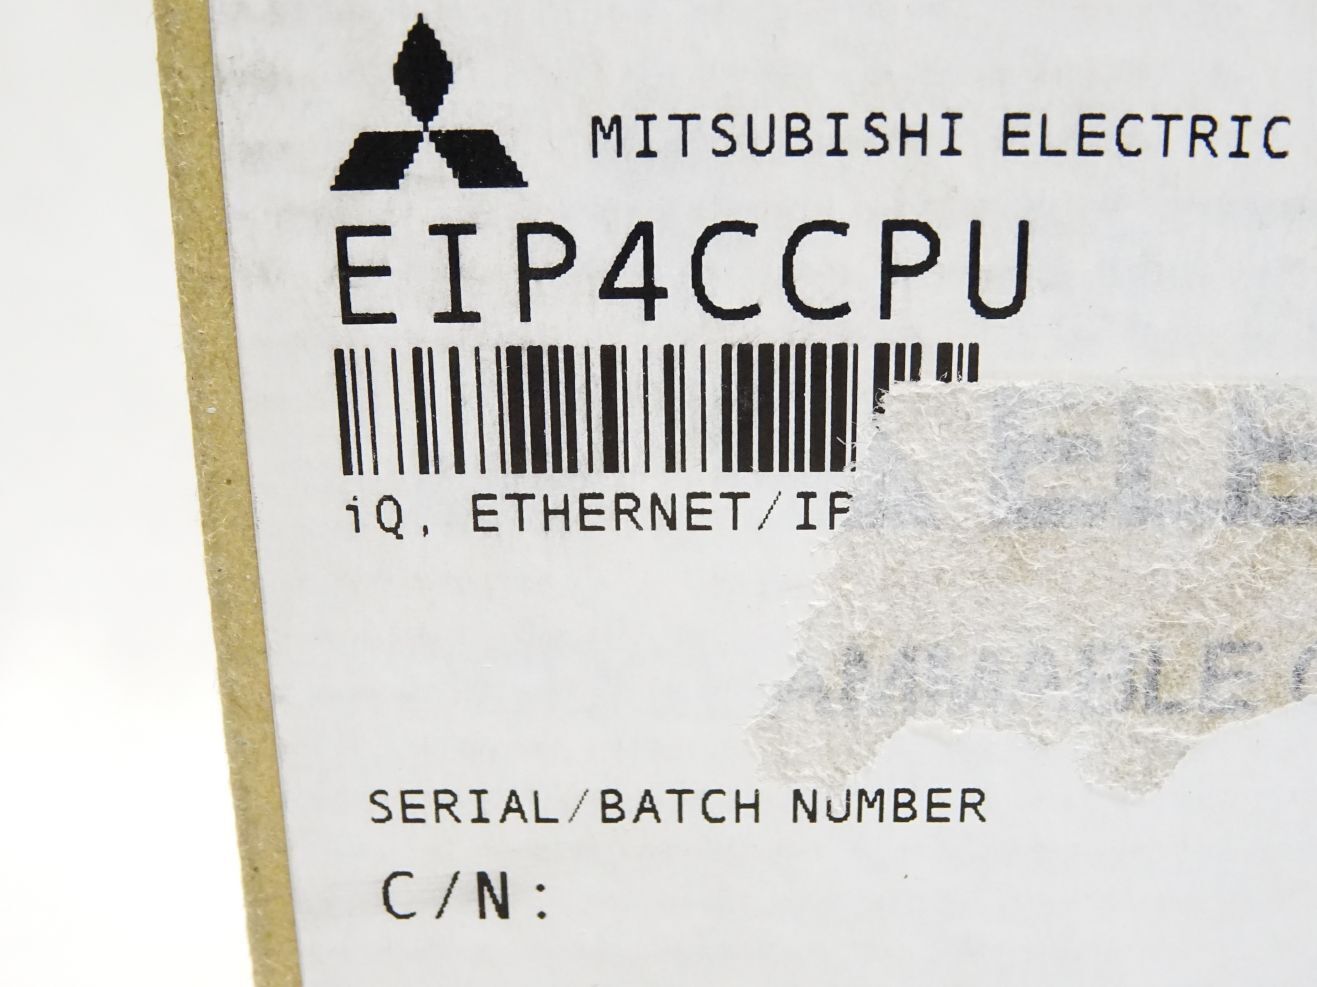 MITSUBISHI ELECTRIC
EIP4CCPU
iQ, ETHERNET/IP
SERIAL/BATCH NUMBER
C/N: